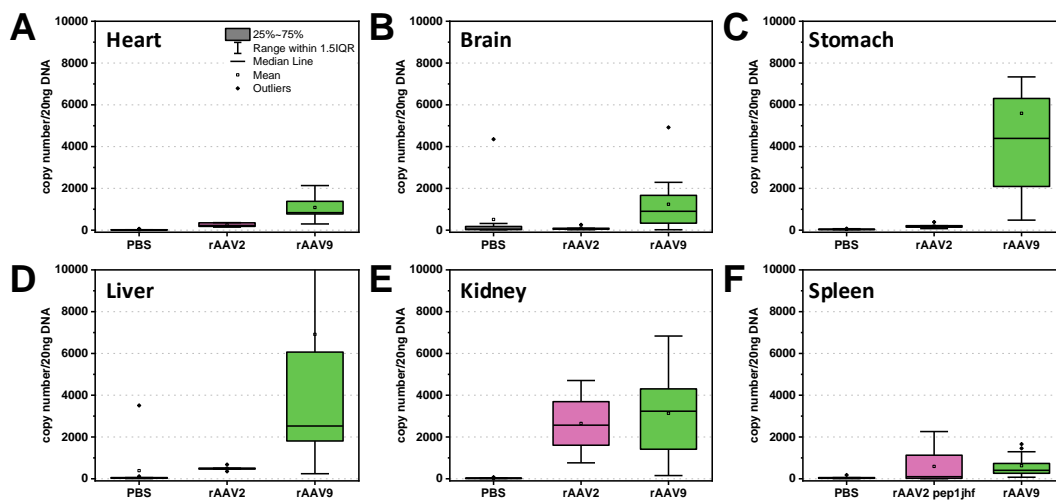 A
Heart
25%~75%
Range within 1.5IQR
Median Line
Mean
Outliers
copy number/20ng DNA
10000
8000
6000
4000
2000
0
PBS
rAAV2
rAAV9
B
Brain
copy number/20ng DNA
10000
8000
6000
4000
2000
0
PBS
rAAV2
rAAV9
C
Stomach
copy number/20ng DNA
10000
8000
6000
4000
2000
0
PBS
rAAV2
rAAV9
D
Liver
copy number/20ng DNA
10000
8000
6000
4000
2000
0
PBS
rAAV2
rAAV9
E
Kidney
copy number/20ng DNA
10000
8000
6000
4000
2000
0
PBS
rAAV2
rAAV9
F
Spleen
copy number/20ng DNA
10000
8000
6000
4000
2000
0
PBS
rAAV2 pep1jhf
rAAV9